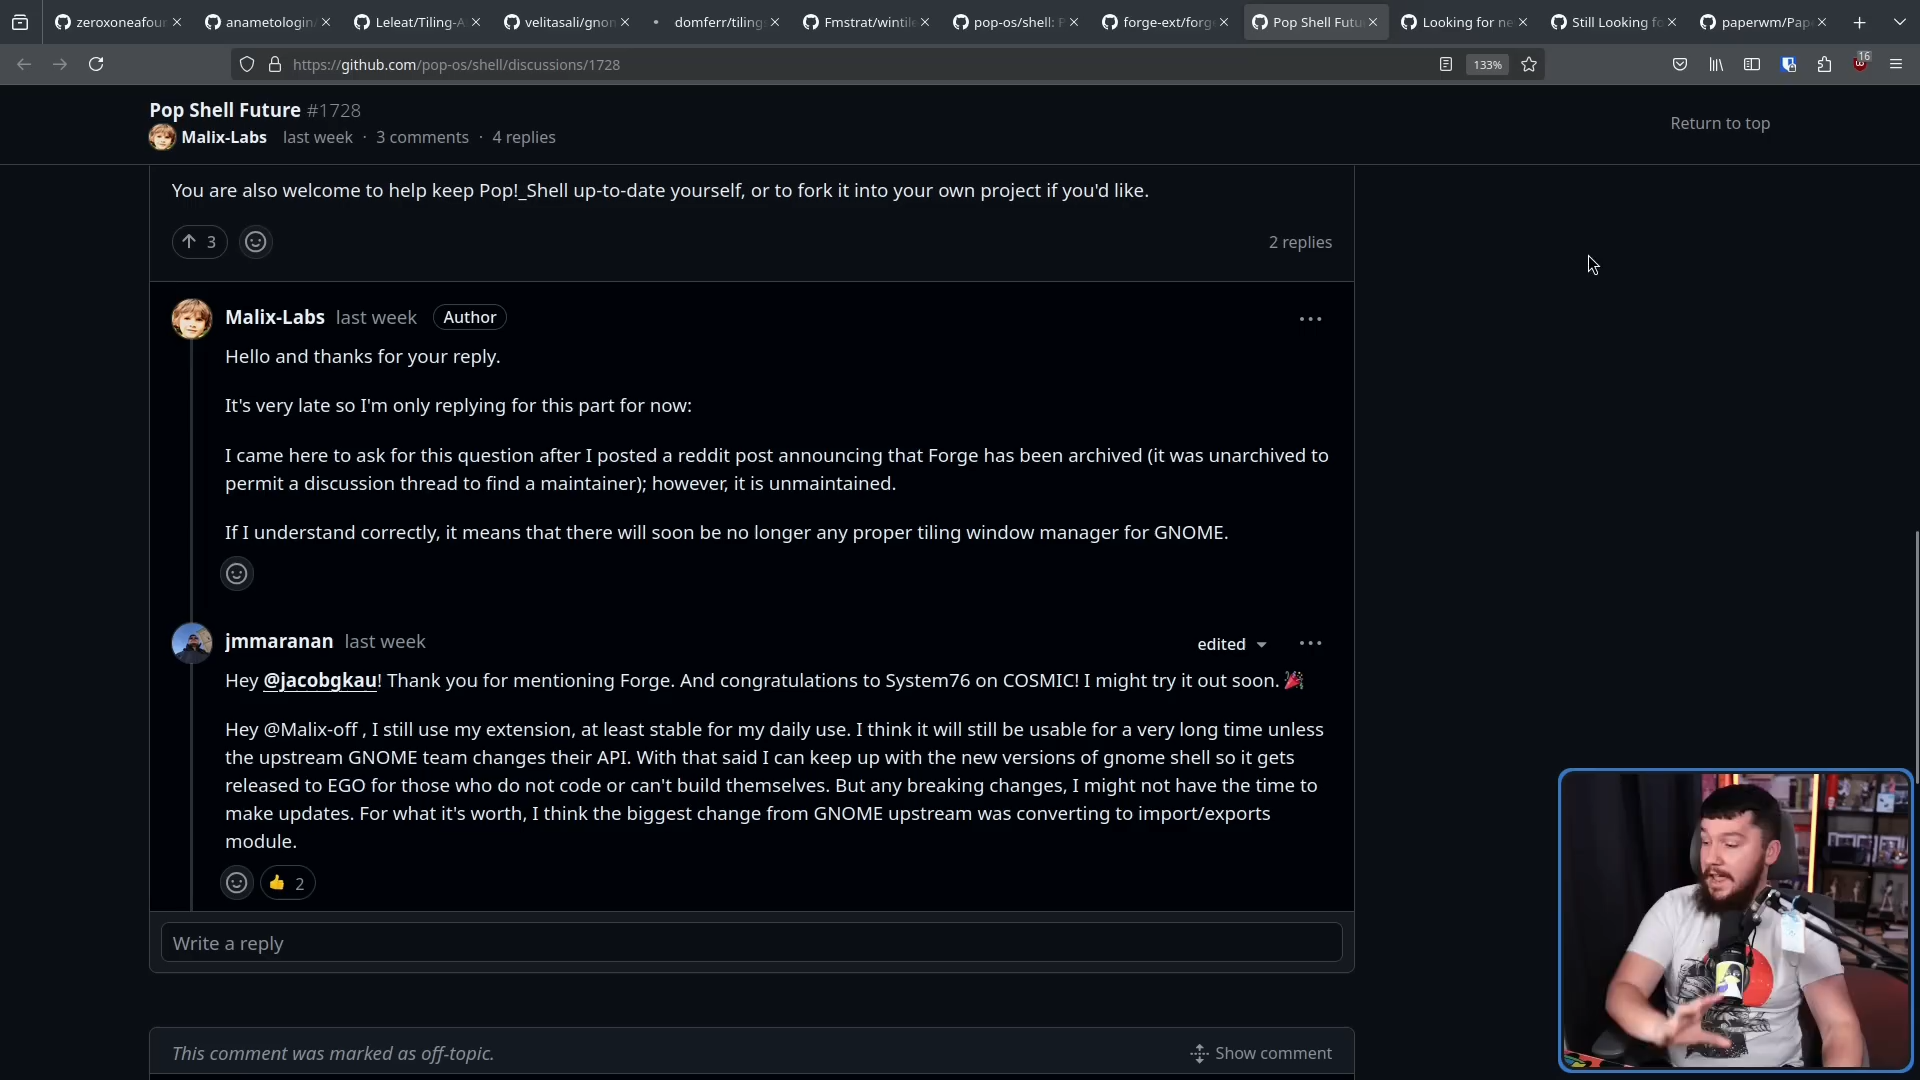 zeroxoneafour
anametologin
Leleat/Tiling-A
velitasali/gnon
domferr/tiling
Fmstrat/wintile
pop-os/shell: P
forge-ext/forge
Pop Shell Futu
Looking for ne
Still Looking fo
paperwm/Pape
https://github.com/pop-os/shell/discussions/1728
133%
16
Pop Shell Future #1728
Malix-Labs last week · 3 comments · 4 replies
Return to top
You are also welcome to help keep Pop!_Shell up-to-date yourself, or to fork it into your own project if you'd like.
↑ 3
2 replies
Malix-Labs last week Author
Hello and thanks for your reply.
It's very late so I'm only replying for this part for now:
I came here to ask for this question after I posted a reddit post announcing that Forge has been archived (it was unarchived to
permit a discussion thread to find a maintainer); however, it is unmaintained.
If I understand correctly, it means that there will soon be no longer any proper tiling window manager for GNOME.
jmmaranan last week
edited
Hey @jacobgkau! Thank you for mentioning Forge. And congratulations to System76 on COSMIC! I might try it out soon. 🎉
Hey @Malix-off , I still use my extension, at least stable for my daily use. I think it will still be usable for a very long time unless
the upstream GNOME team changes their API. With that said I can keep up with the new versions of gnome shell so it gets
released to EGO for those who do not code or can't build themselves. But any breaking changes, I might not have the time to
make updates. For what it's worth, I think the biggest change from GNOME upstream was converting to import/exports
module.
👍 2
Write a reply
This comment was marked as off-topic.
Show comment